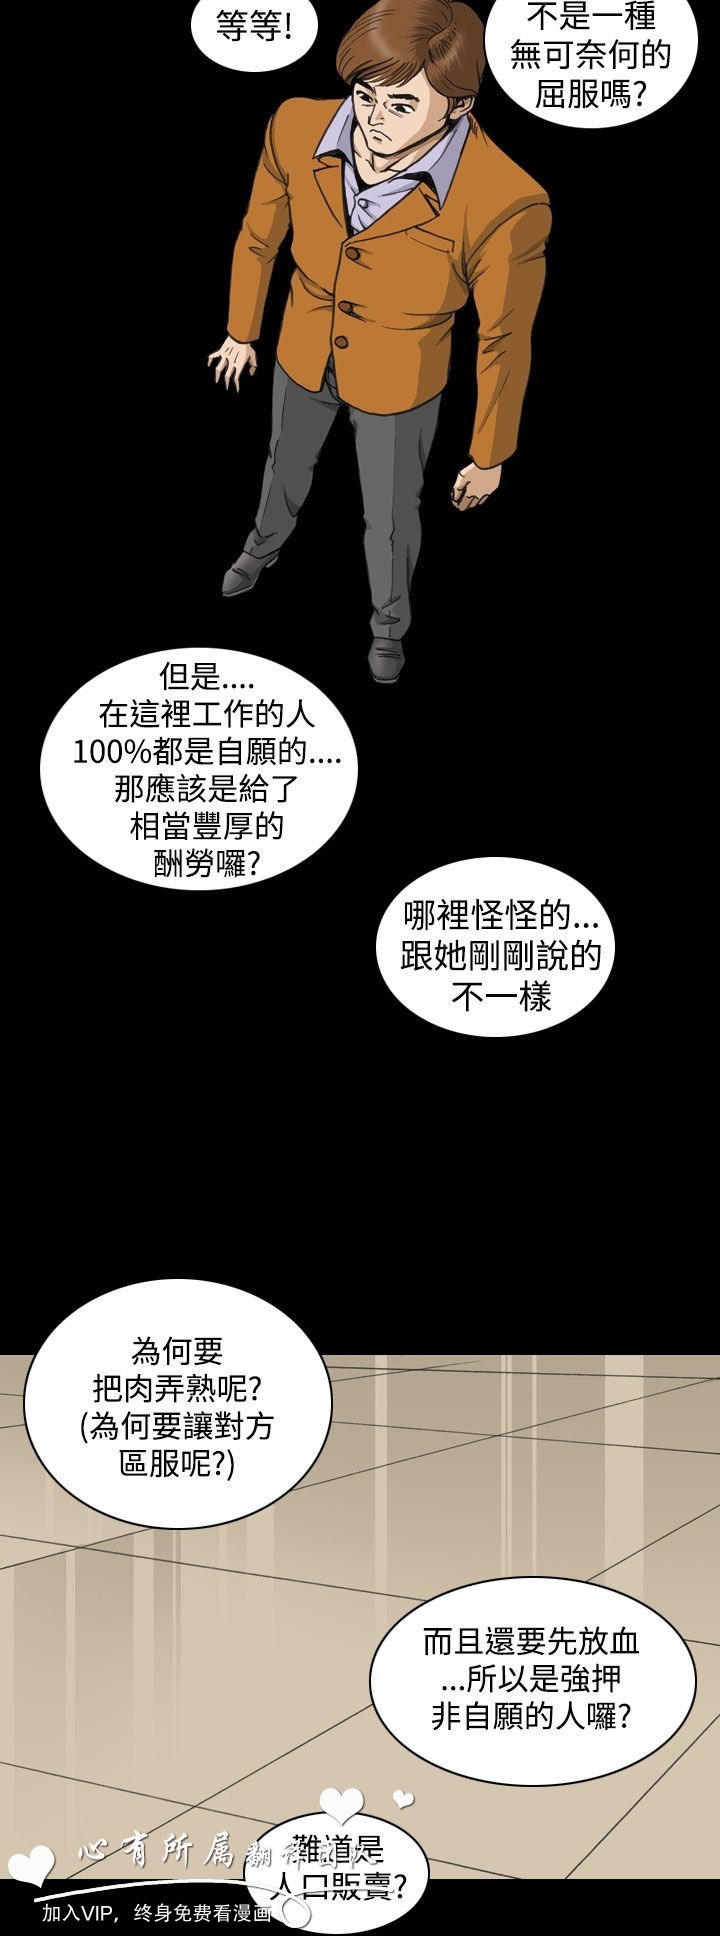 等等!
不是一種
無可奈何的
屈服嗎?
但是....
在這裡工作的人
100%都是自願的....
那應該是給了
相當豐厚的
酬勞囉?
哪裡怪怪的...
跟她剛剛說的
不一樣
為何要
把肉弄熟呢?
(為何要讓對方
區服呢?)
而且還要先放血
...所以是強押
非自願的人囉?
難道是
人口販賣?
心有所属翻译团队
加入VIP，终身免费看漫画